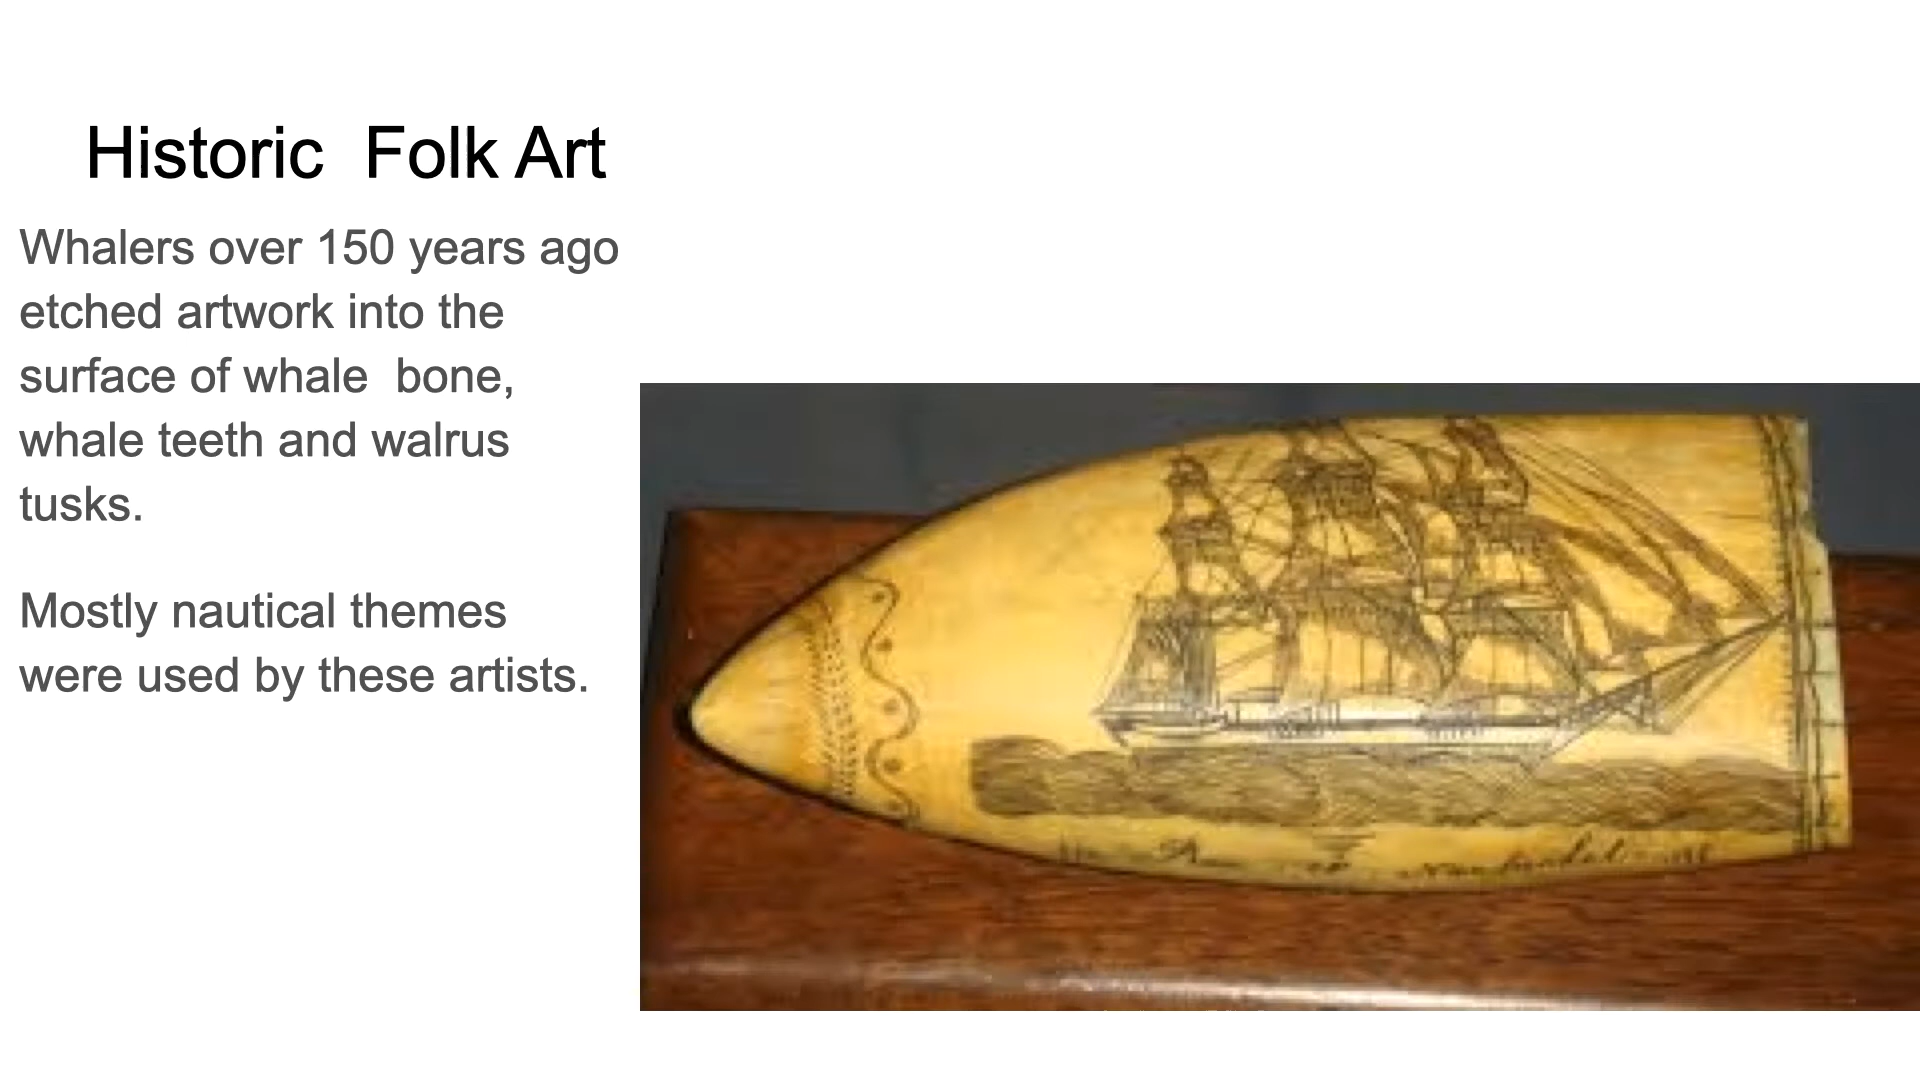 Historic  Folk Art
Whalers over 150 years ago
etched artwork into the
surface of whale  bone,
whale teeth and walrus
tusks.
Mostly nautical themes
were used by these artists.